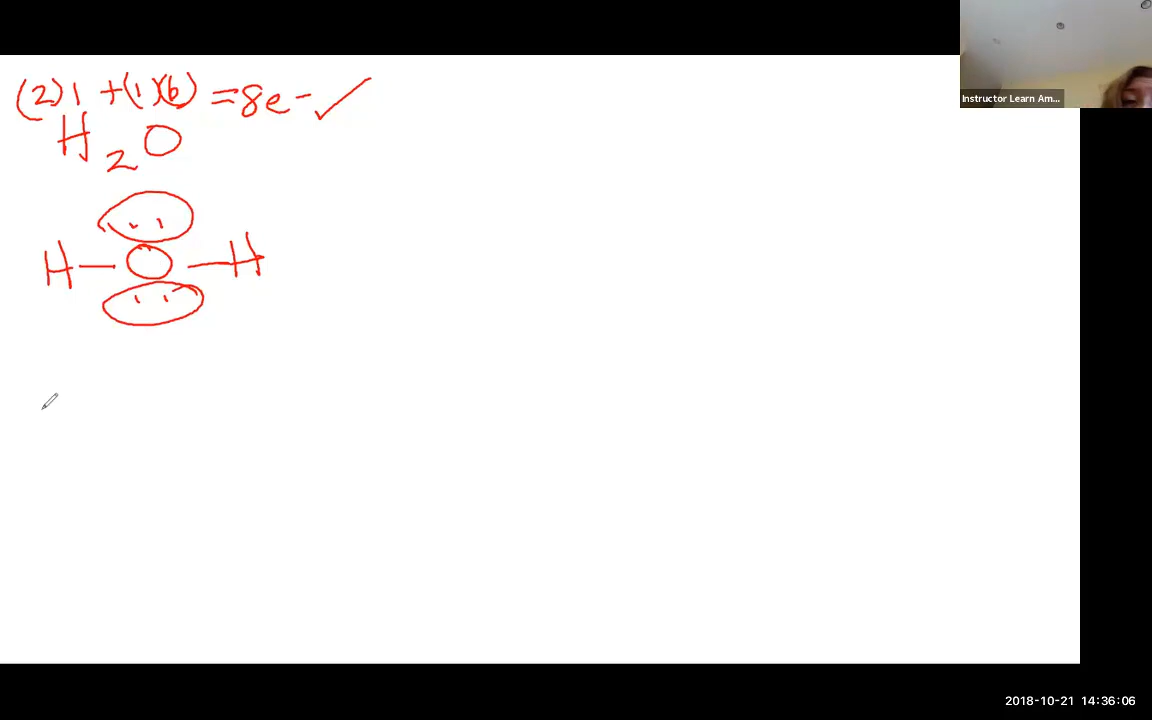 (2)1 + (1)(6) = 8e- ✓
H2O
H-O-H
Instructor Learn Am...
2018-10-21 14:36:06